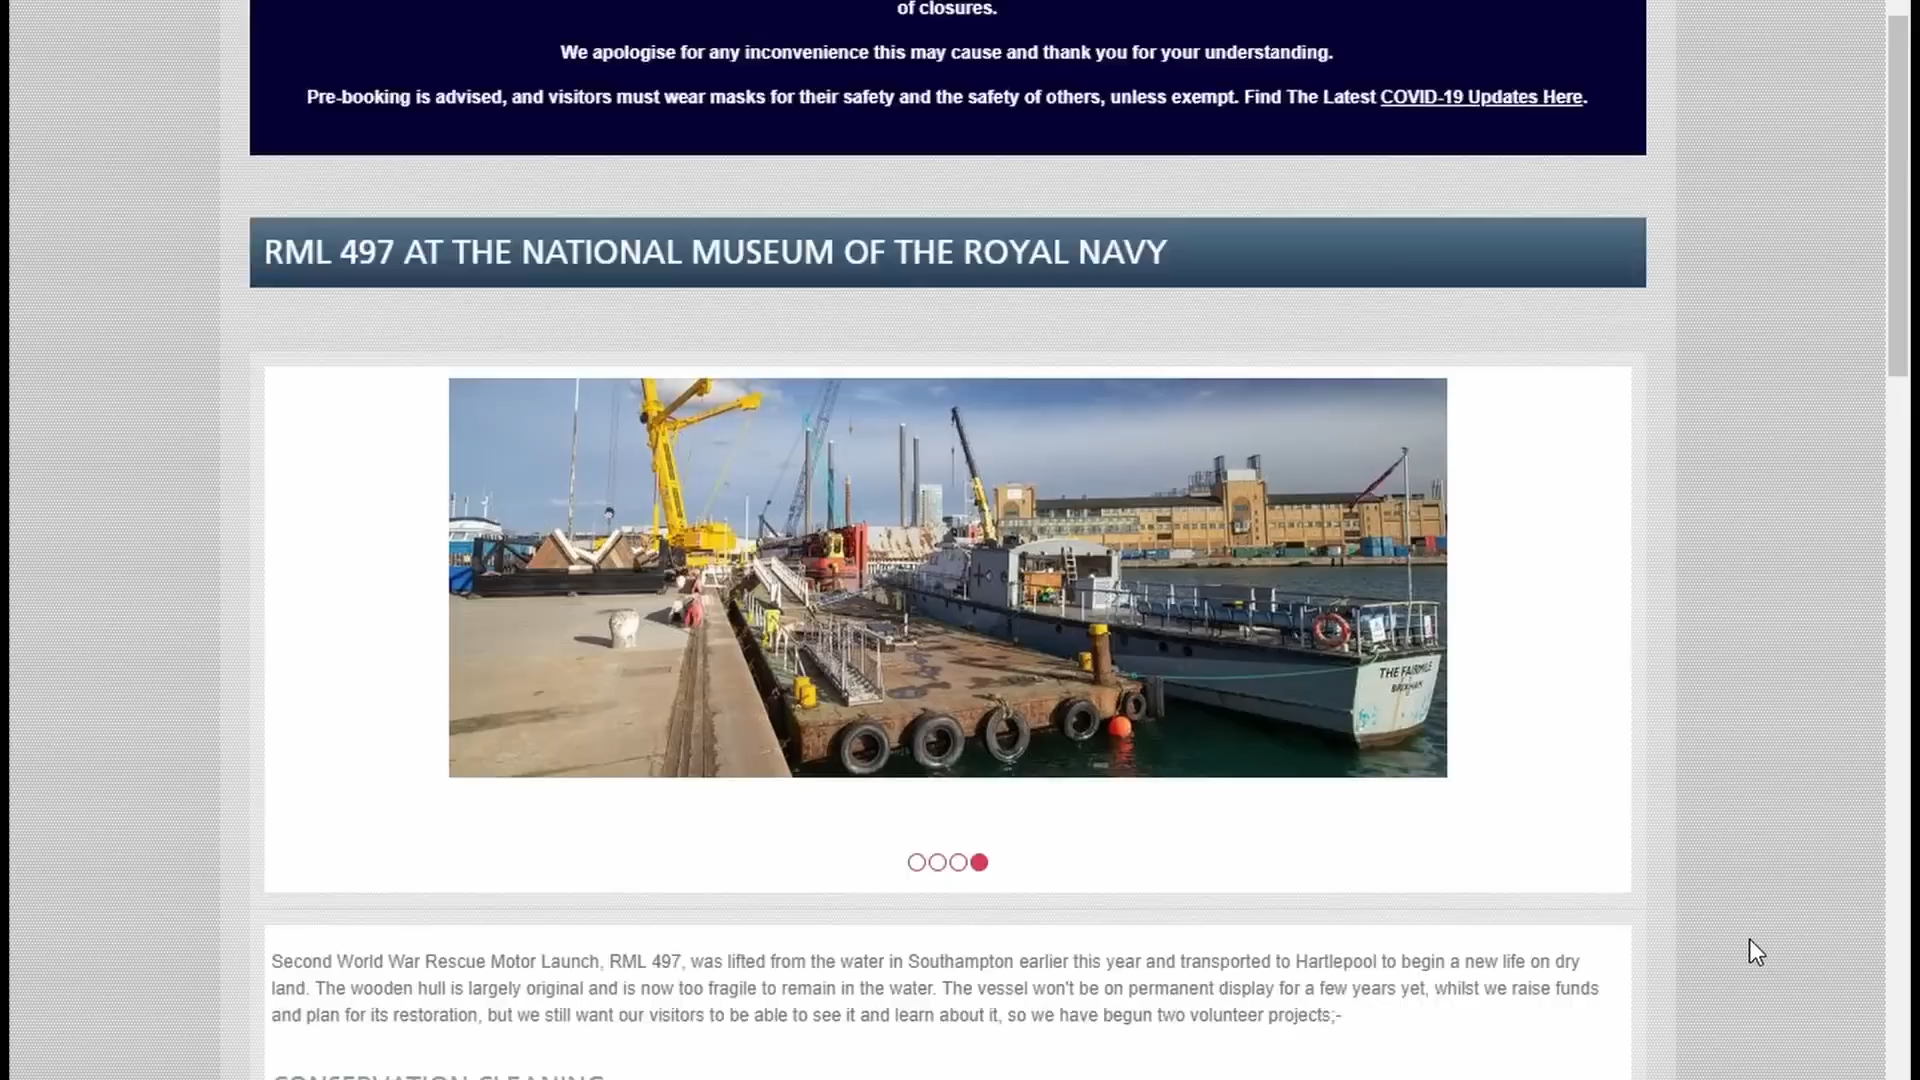 of closures.
We apologise for any inconvenience this may cause and thank you for your understanding.
Pre-booking is advised, and visitors must wear masks for their safety and the safety of others, unless exempt. Find The Latest COVID-19 Updates Here.
RML 497 AT THE NATIONAL MUSEUM OF THE ROYAL NAVY
THE FAIRMILE
BRIXHAM
Second World War Rescue Motor Launch, RML 497, was lifted from the water in Southampton earlier this year and transported to Hartlepool to begin a new life on dry
land. The wooden hull is largely original and is now too fragile to remain in the water. The vessel won't be on permanent display for a few years yet, whilst we raise funds
and plan for its restoration, but we still want our visitors to be able to see it and learn about it, so we have begun two volunteer projects;-
CONSERVATION CLEANING